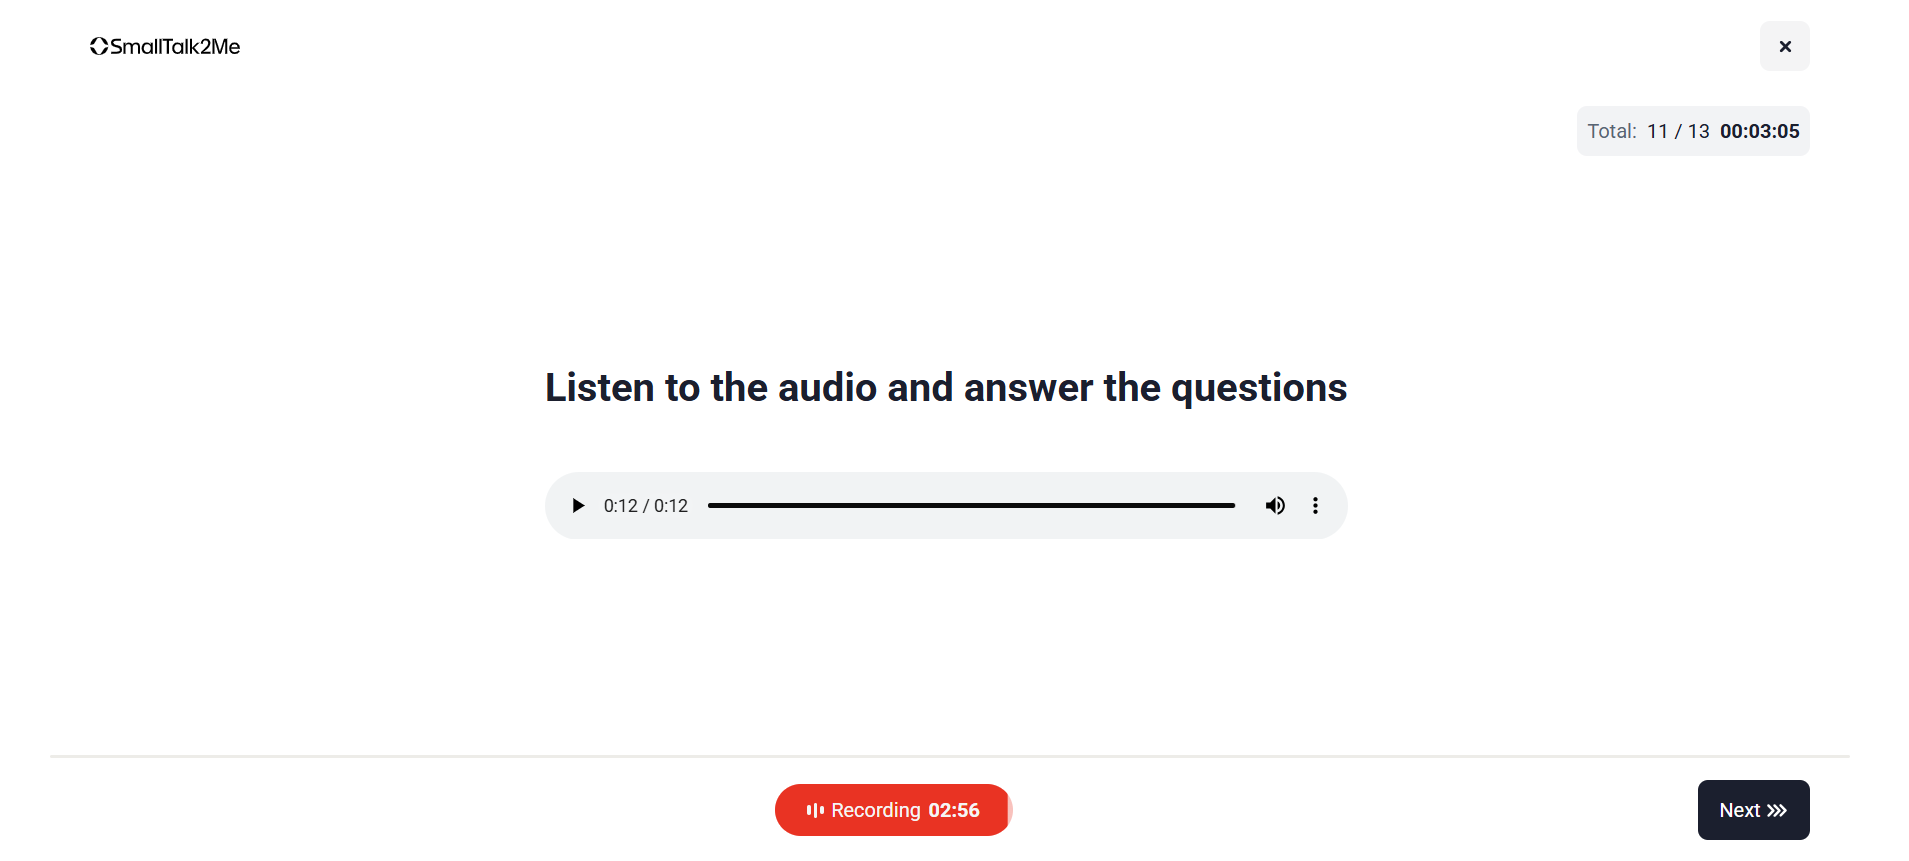 SmallTalk2Me
Total: 11 / 13 00:03:05
Listen to the audio and answer the questions
0:12 / 0:12
Recording 02:56
Next